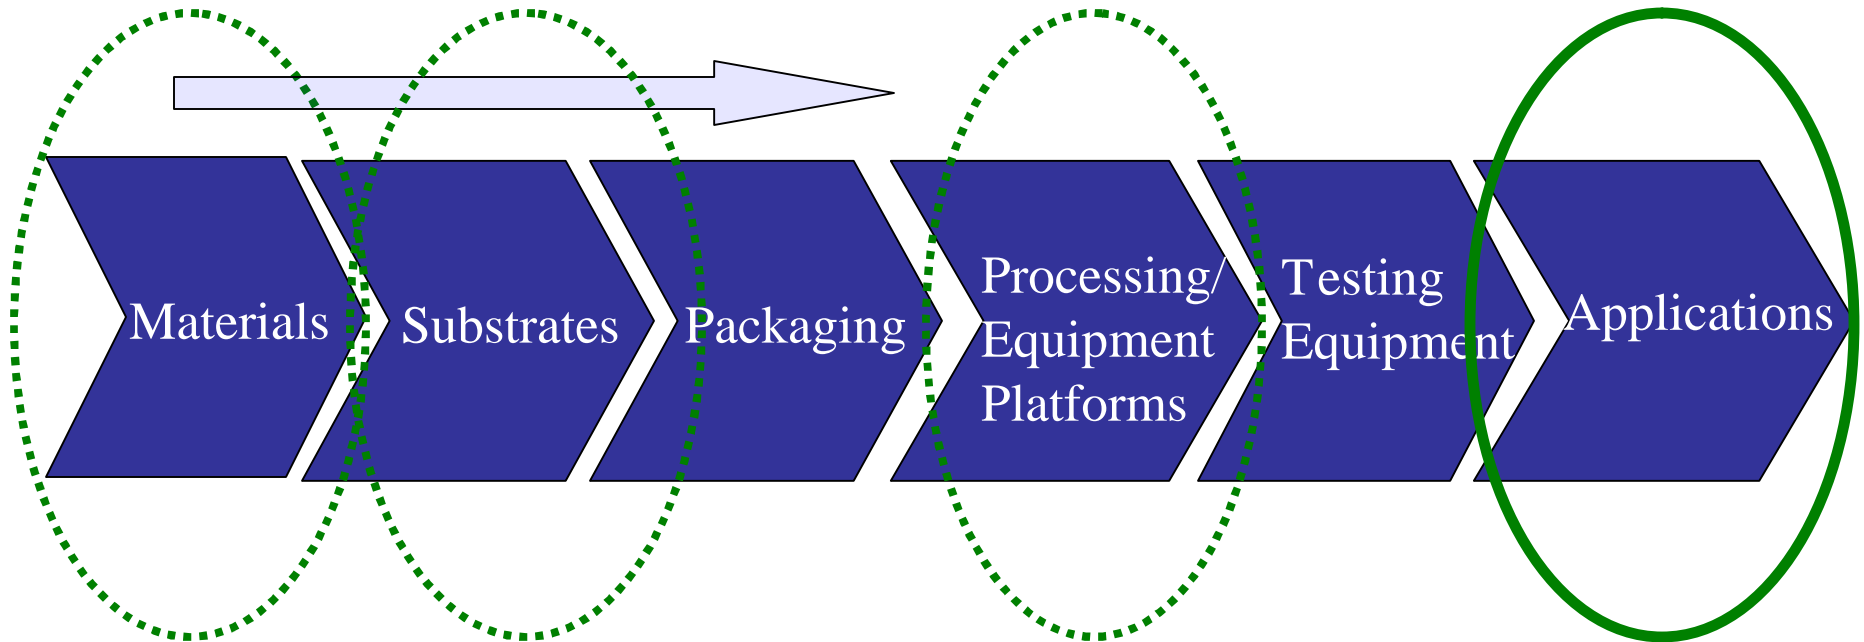 Materials
Substrates
Packaging
Processing/
Equipment
Platforms
Testing
Equipment
Applications